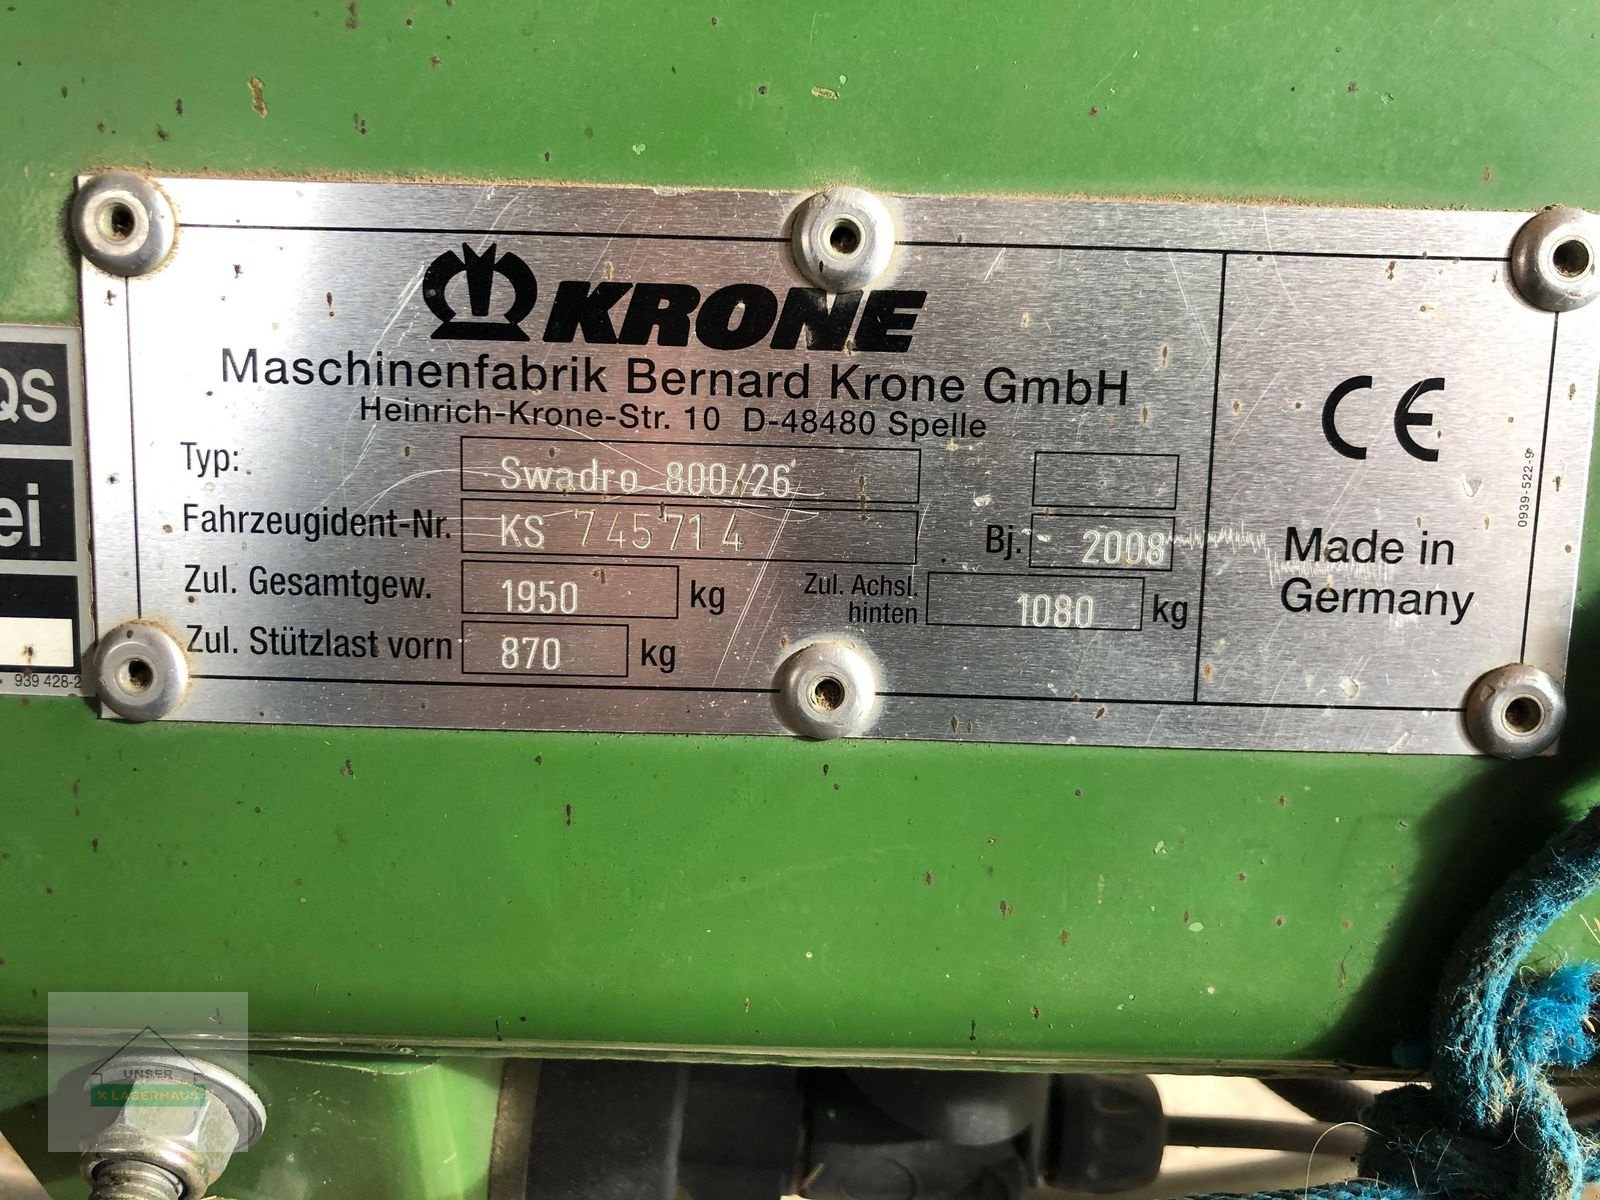 KRONE
Maschinenfabrik Bernard Krone GmbH
Heinrich-Krone-Str. 10 D-48480 Spelle
Typ: Swadro 800/26
Fahrzeugident-Nr. KS 745714 Bj. 2008
Zul. Gesamtgew. 1950 kg Zul. Achsl. hinten 1080 kg
Zul. Stützlast vorn 870 kg
CE
Made in
Germany
0939-522-9
QS
ei
939 428-2
UNSER
X LAGERHAUS